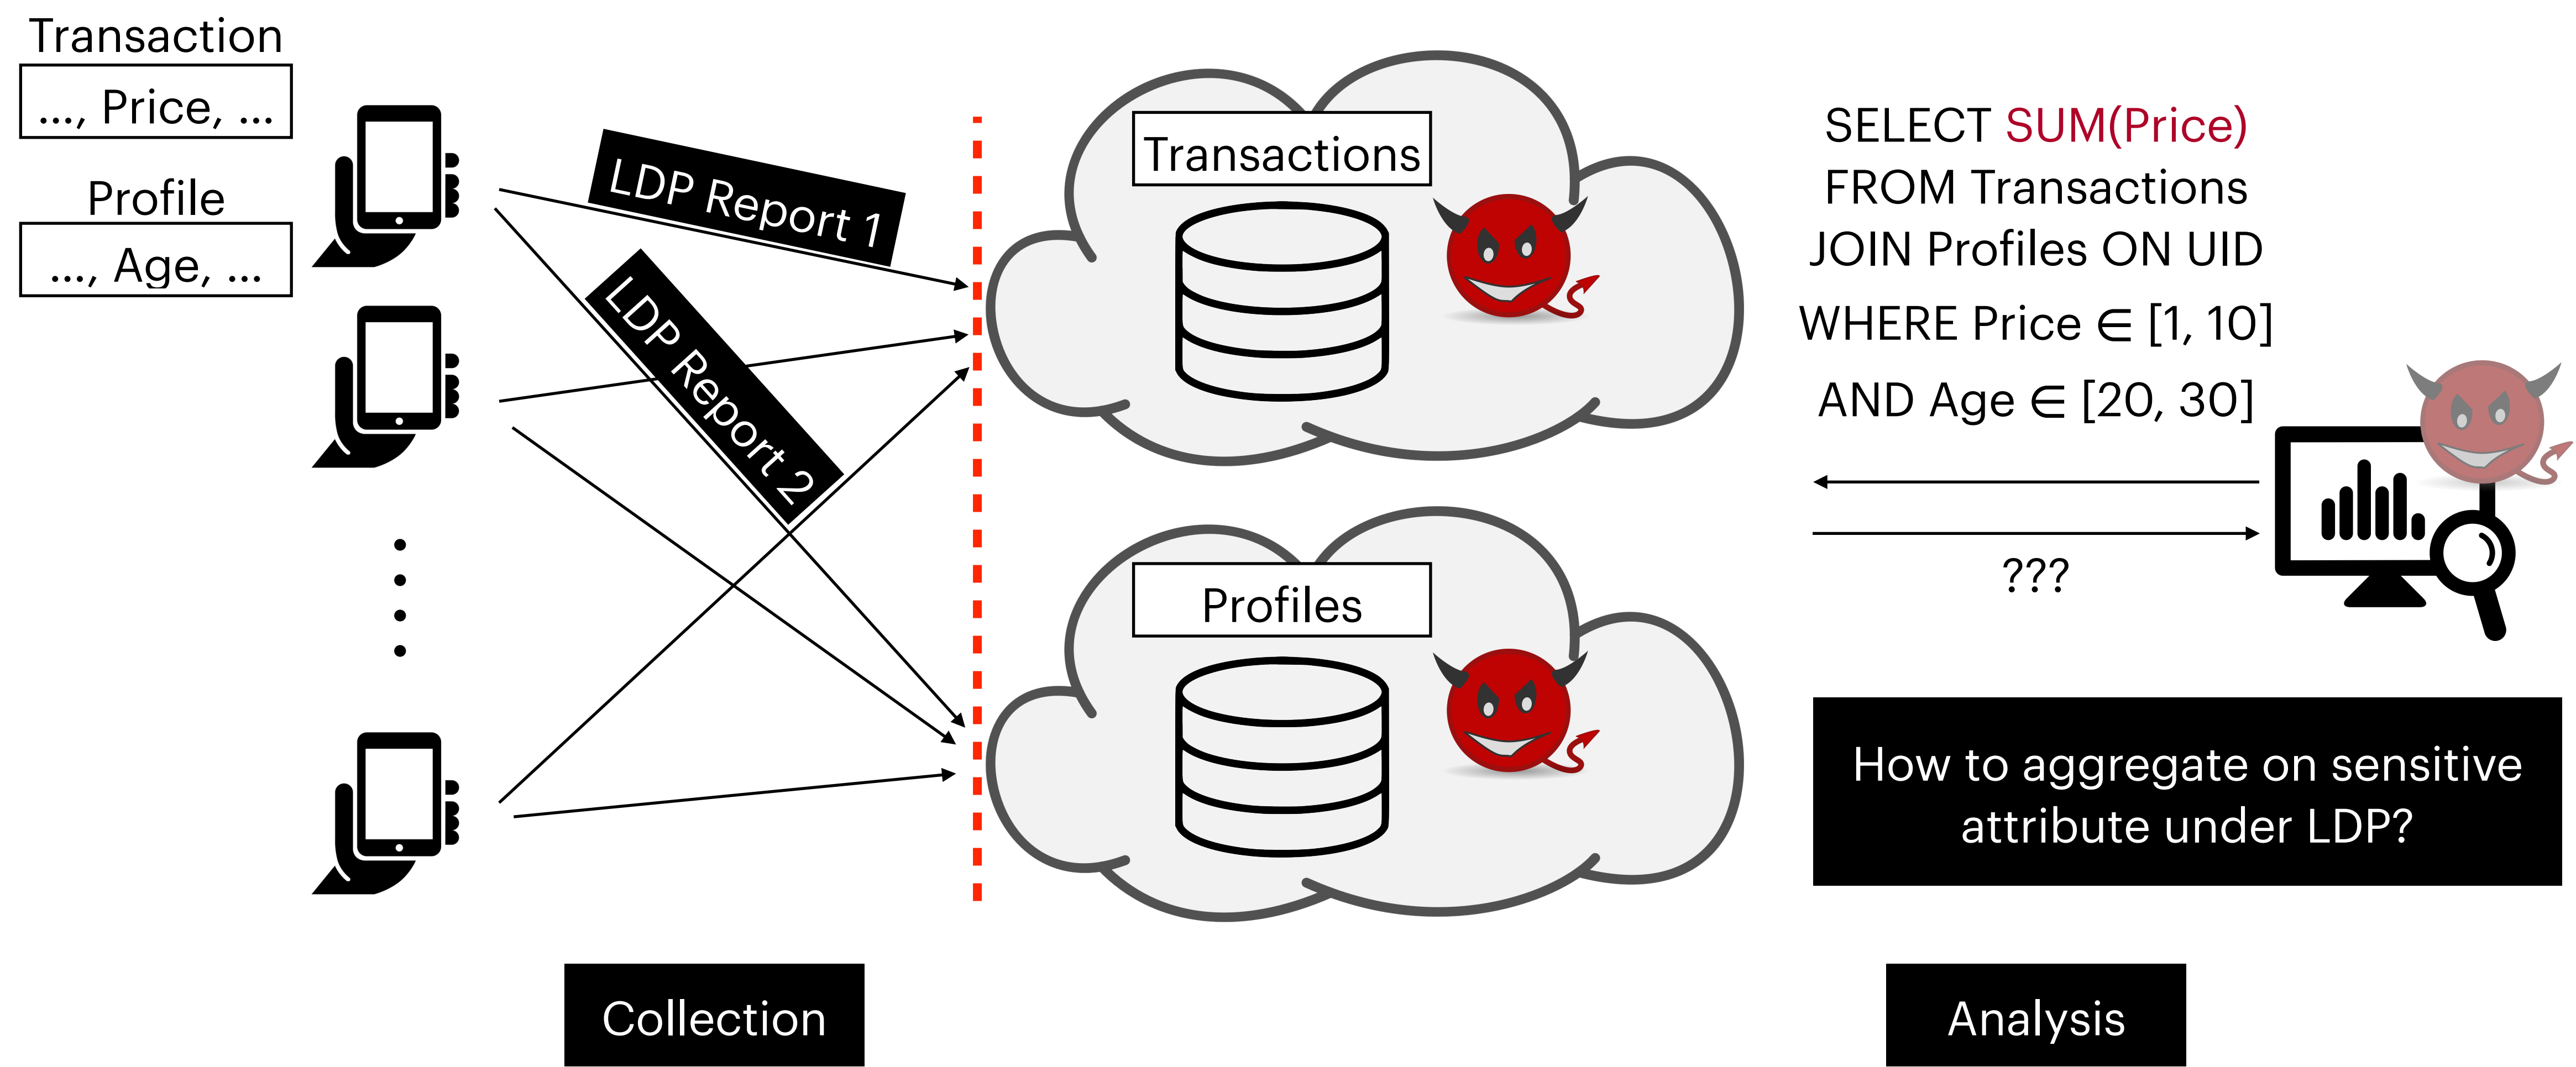 Transaction
..., Price, ...
Profile
..., Age, ...
LDP Report 1
LDP Report 2
Transactions
Profiles
SELECT SUM(Price)
FROM Transactions
JOIN Profiles ON UID
WHERE Price ∈ [1, 10]
AND Age ∈ [20, 30]
???
How to aggregate on sensitive
attribute under LDP?
Collection
Analysis